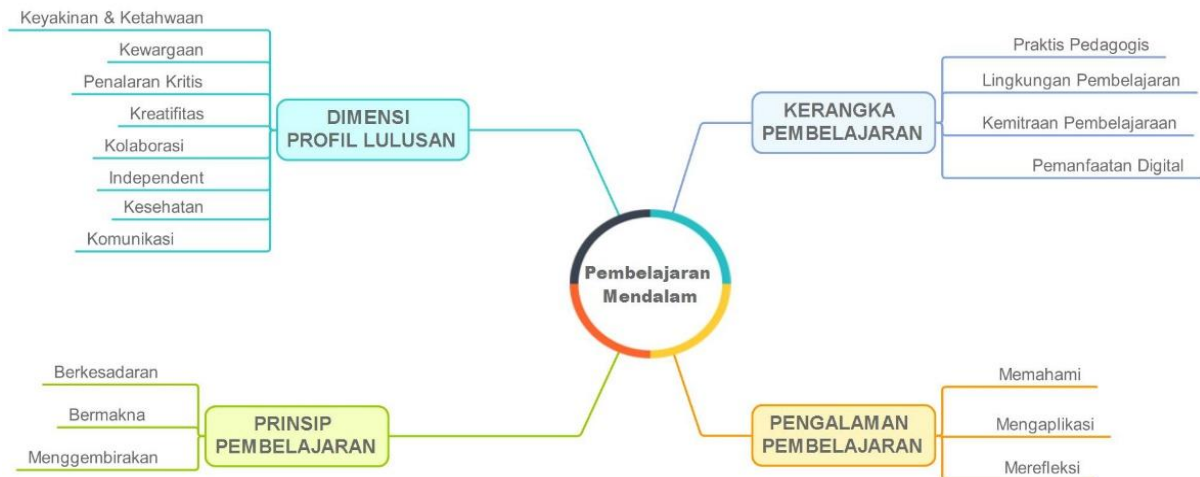 Keyakinan & Ketahwaan
Kewargaan
Penalaran Kritis
Kreatifitas
Kolaborasi
Independent
Kesehatan
Komunikasi
DIMENSI
PROFIL LULUSAN
KERANGKA
PEMBELAJARAN
Praktis Pedagogis
Lingkungan Pembelajaran
Kemitraan Pembelajaraan
Pemanfaatan Digital
Pembelajaran
Mendalam
Berkesadaran
Bermakna
Menggembirakan
PRINSIP
PEMBELAJARAN
PENGALAMAN
PEMBELAJARAN
Memahami
Mengaplikasi
Merefleksi